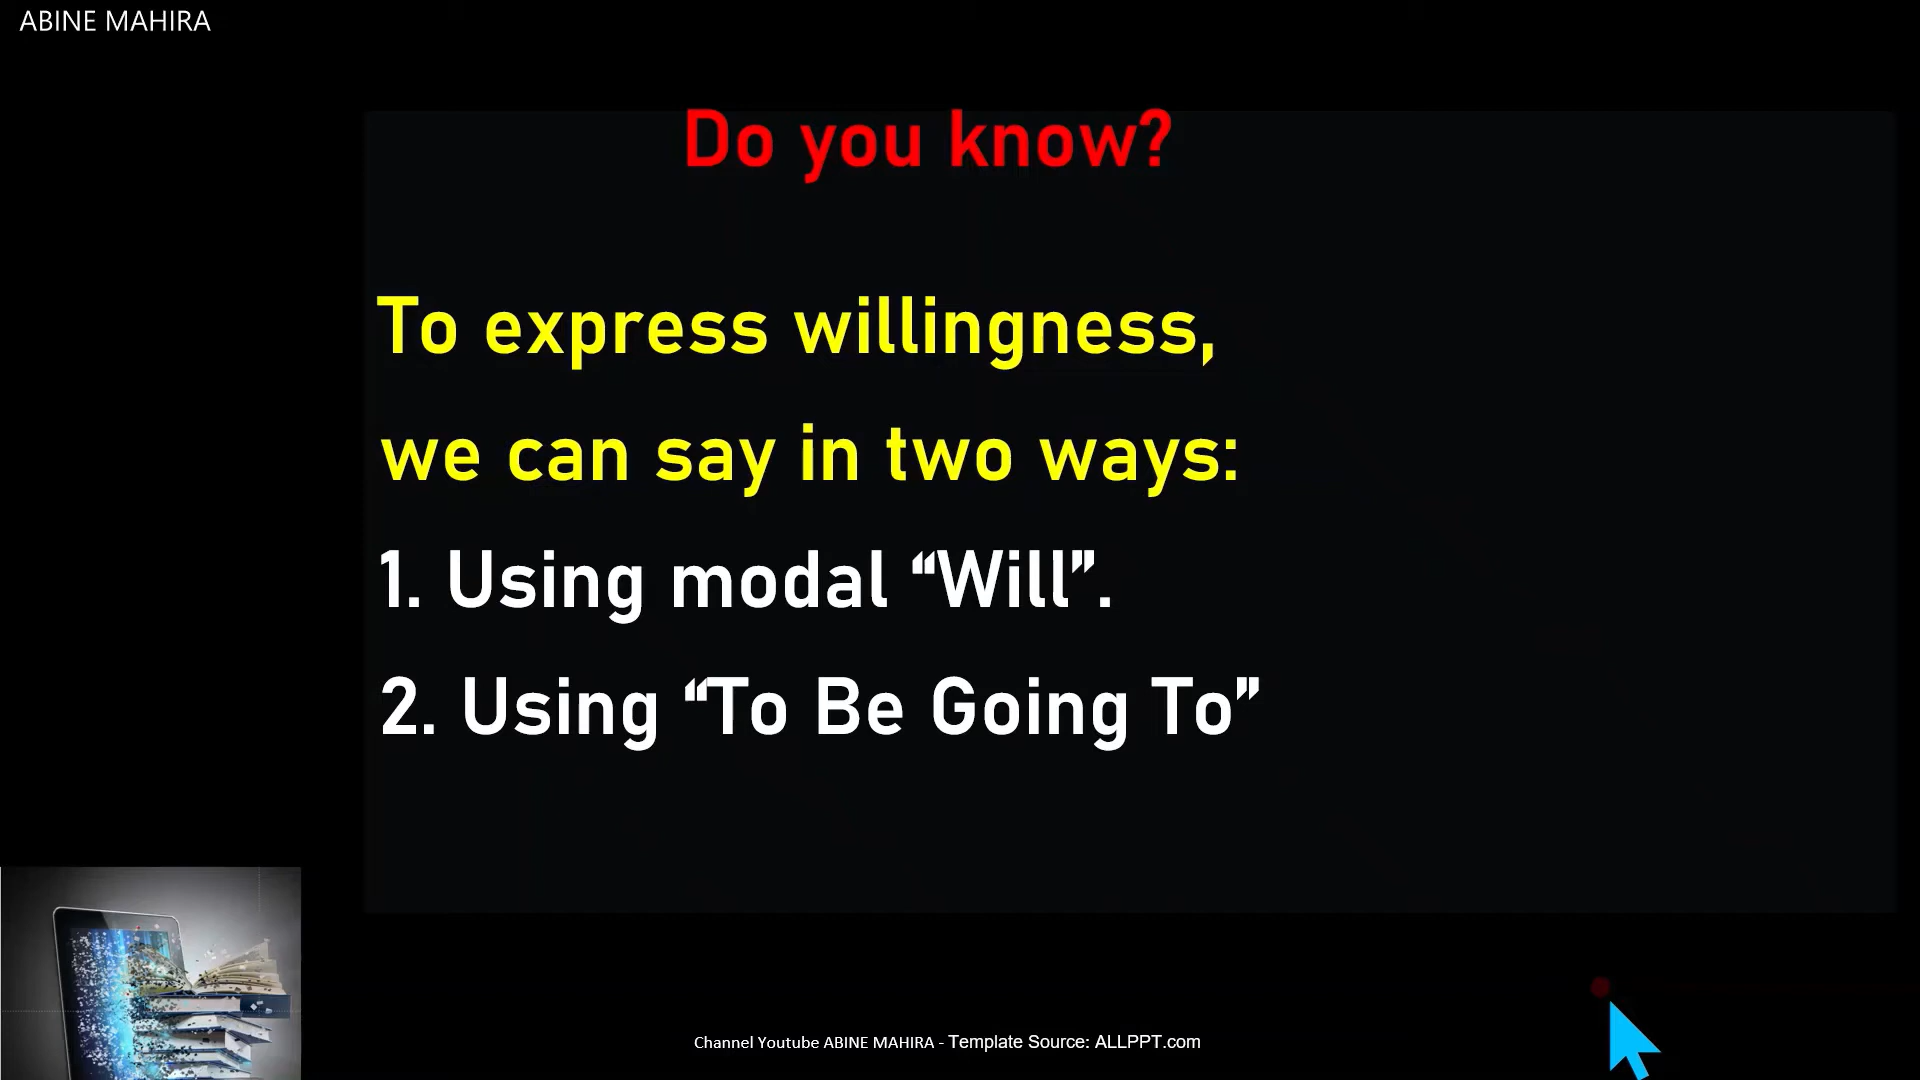 ABINE MAHIRA
Do you know?
To express willingness,
we can say in two ways:
1. Using modal “Will”.
2. Using “To Be Going To”
Channel Youtube ABINE MAHIRA - Template Source: ALLPPT.com